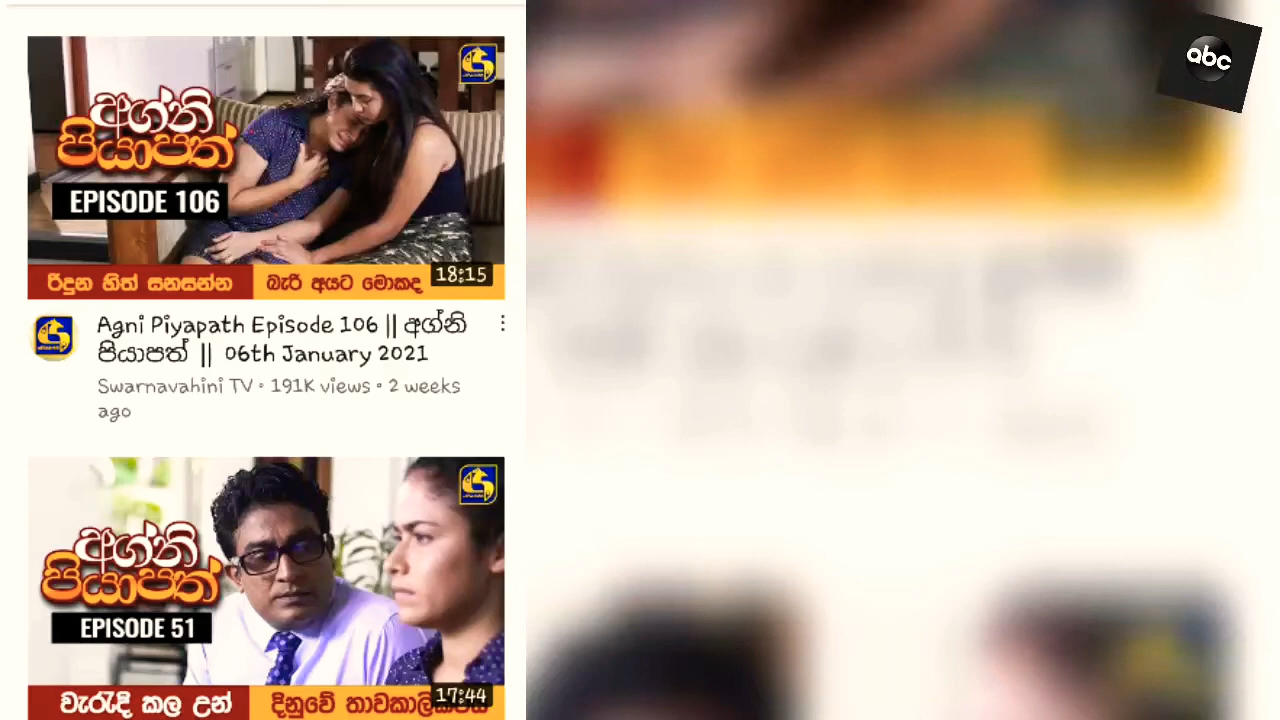 අග්නි
පියාපත්
EPISODE 106
රිදුන හිත් සනසන්න
බැරි අයට මොකද
18:15
Agni Piyapath Episode 106 || අග්නි
පියාපත් || 06th January 2021
Swarnavahini TV • 191K views • 2 weeks
ago
අග්නි
පියාපත්
EPISODE 51
වැරැදි කල උන්
දිනුවේ
17:44
abc